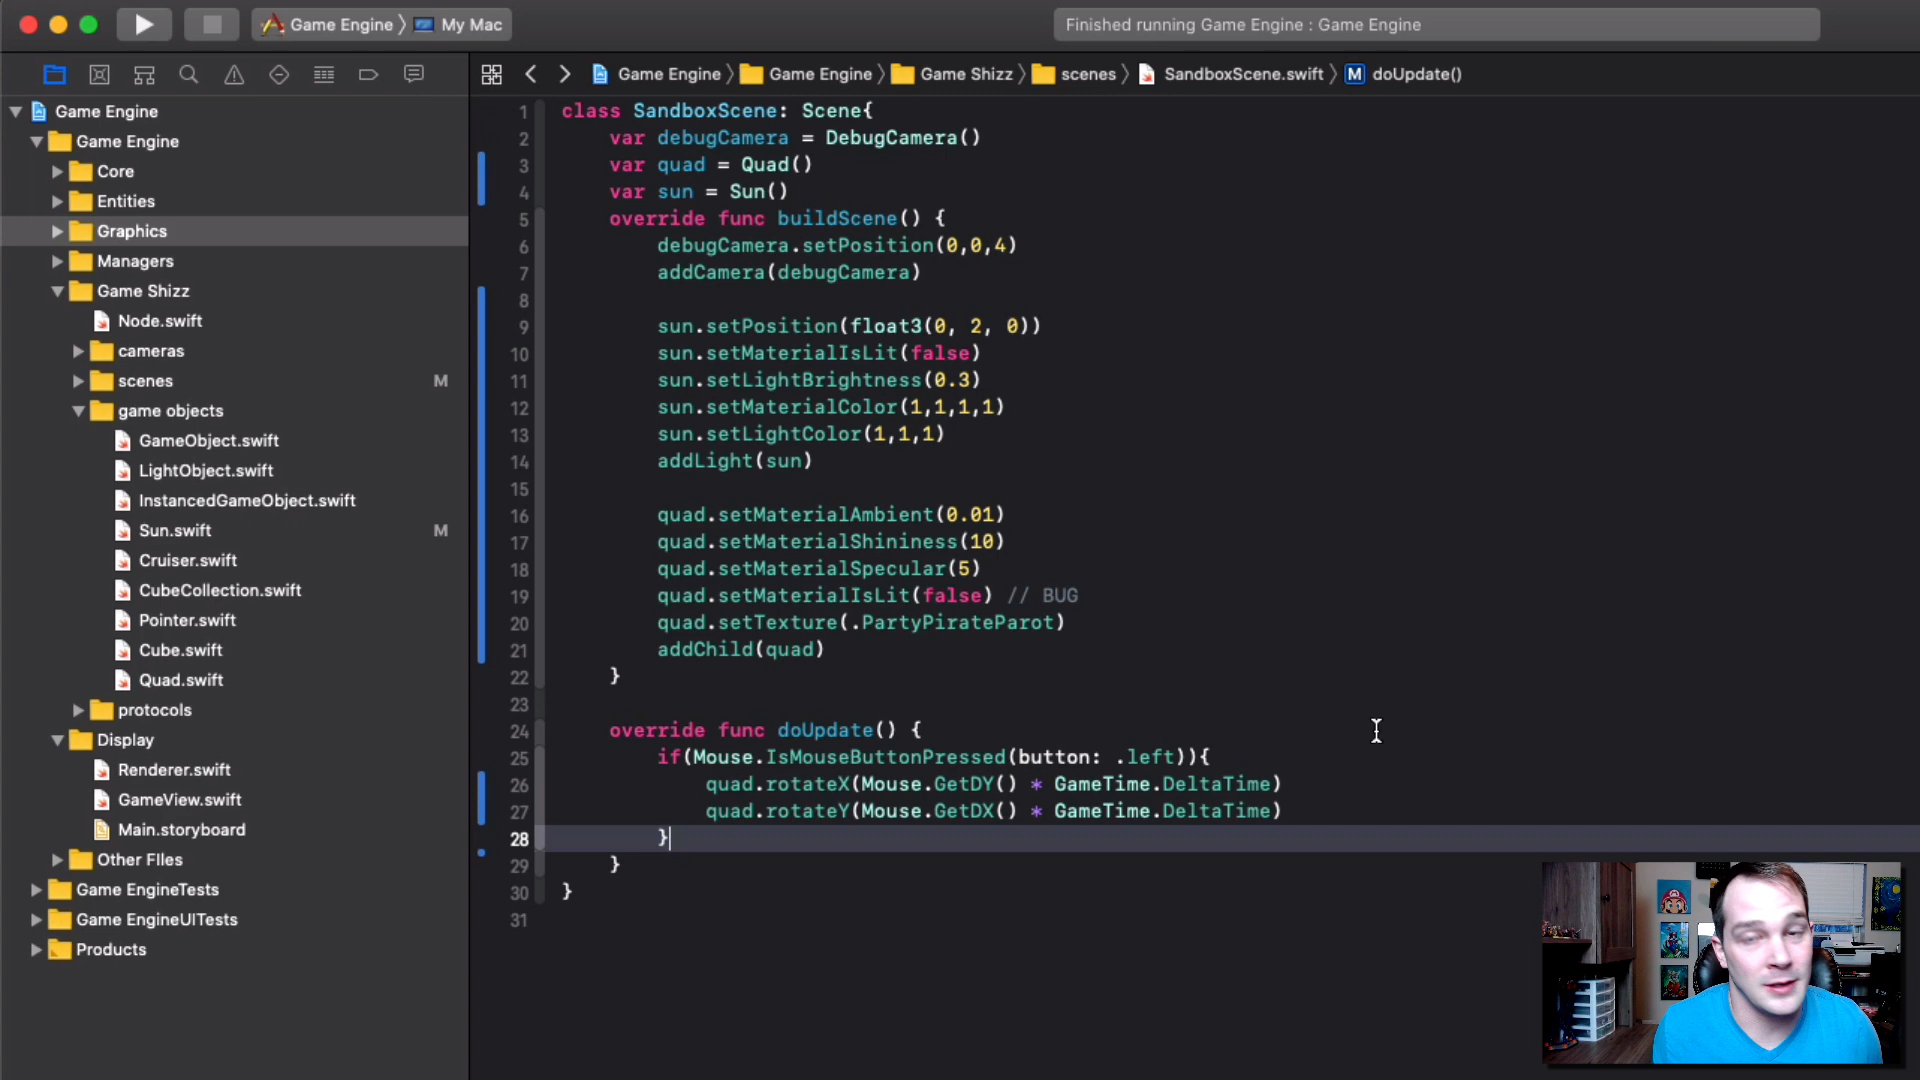 Game Engine 〉 My Mac
Finished running Game Engine : Game Engine
Game Engine 〉 Game Engine 〉 Game Shizz 〉 scenes 〉 SandboxScene.swift 〉 M doUpdate()
Game Engine
Game Engine
Core
Entities
Graphics
Managers
Game Shizz
Node.swift
cameras
scenes M
game objects
GameObject.swift
LightObject.swift
InstancedGameObject.swift
Sun.swift M
Cruiser.swift
CubeCollection.swift
Pointer.swift
Cube.swift
Quad.swift
protocols
Display
Renderer.swift
GameView.swift
Main.storyboard
Other FIles
Game EngineTests
Game EngineUITests
Products
1 class SandboxScene: Scene{
2 var debugCamera = DebugCamera()
3 var quad = Quad()
4 var sun = Sun()
5 override func buildScene() {
6 debugCamera.setPosition(0,0,4)
7 addCamera(debugCamera)
8
9 sun.setPosition(float3(0, 2, 0))
10 sun.setMaterialIsLit(false)
11 sun.setLightBrightness(0.3)
12 sun.setMaterialColor(1,1,1,1)
13 sun.setLightColor(1,1,1)
14 addLight(sun)
15
16 quad.setMaterialAmbient(0.01)
17 quad.setMaterialShininess(10)
18 quad.setMaterialSpecular(5)
19 quad.setMaterialIsLit(false) // BUG
20 quad.setTexture(.PartyPirateParot)
21 addChild(quad)
22 }
23
24 override func doUpdate() {
25 if(Mouse.IsMouseButtonPressed(button: .left)){
26 quad.rotateX(Mouse.GetDY() * GameTime.DeltaTime)
27 quad.rotateY(Mouse.GetDX() * GameTime.DeltaTime)
28 }
29 }
30 }
31